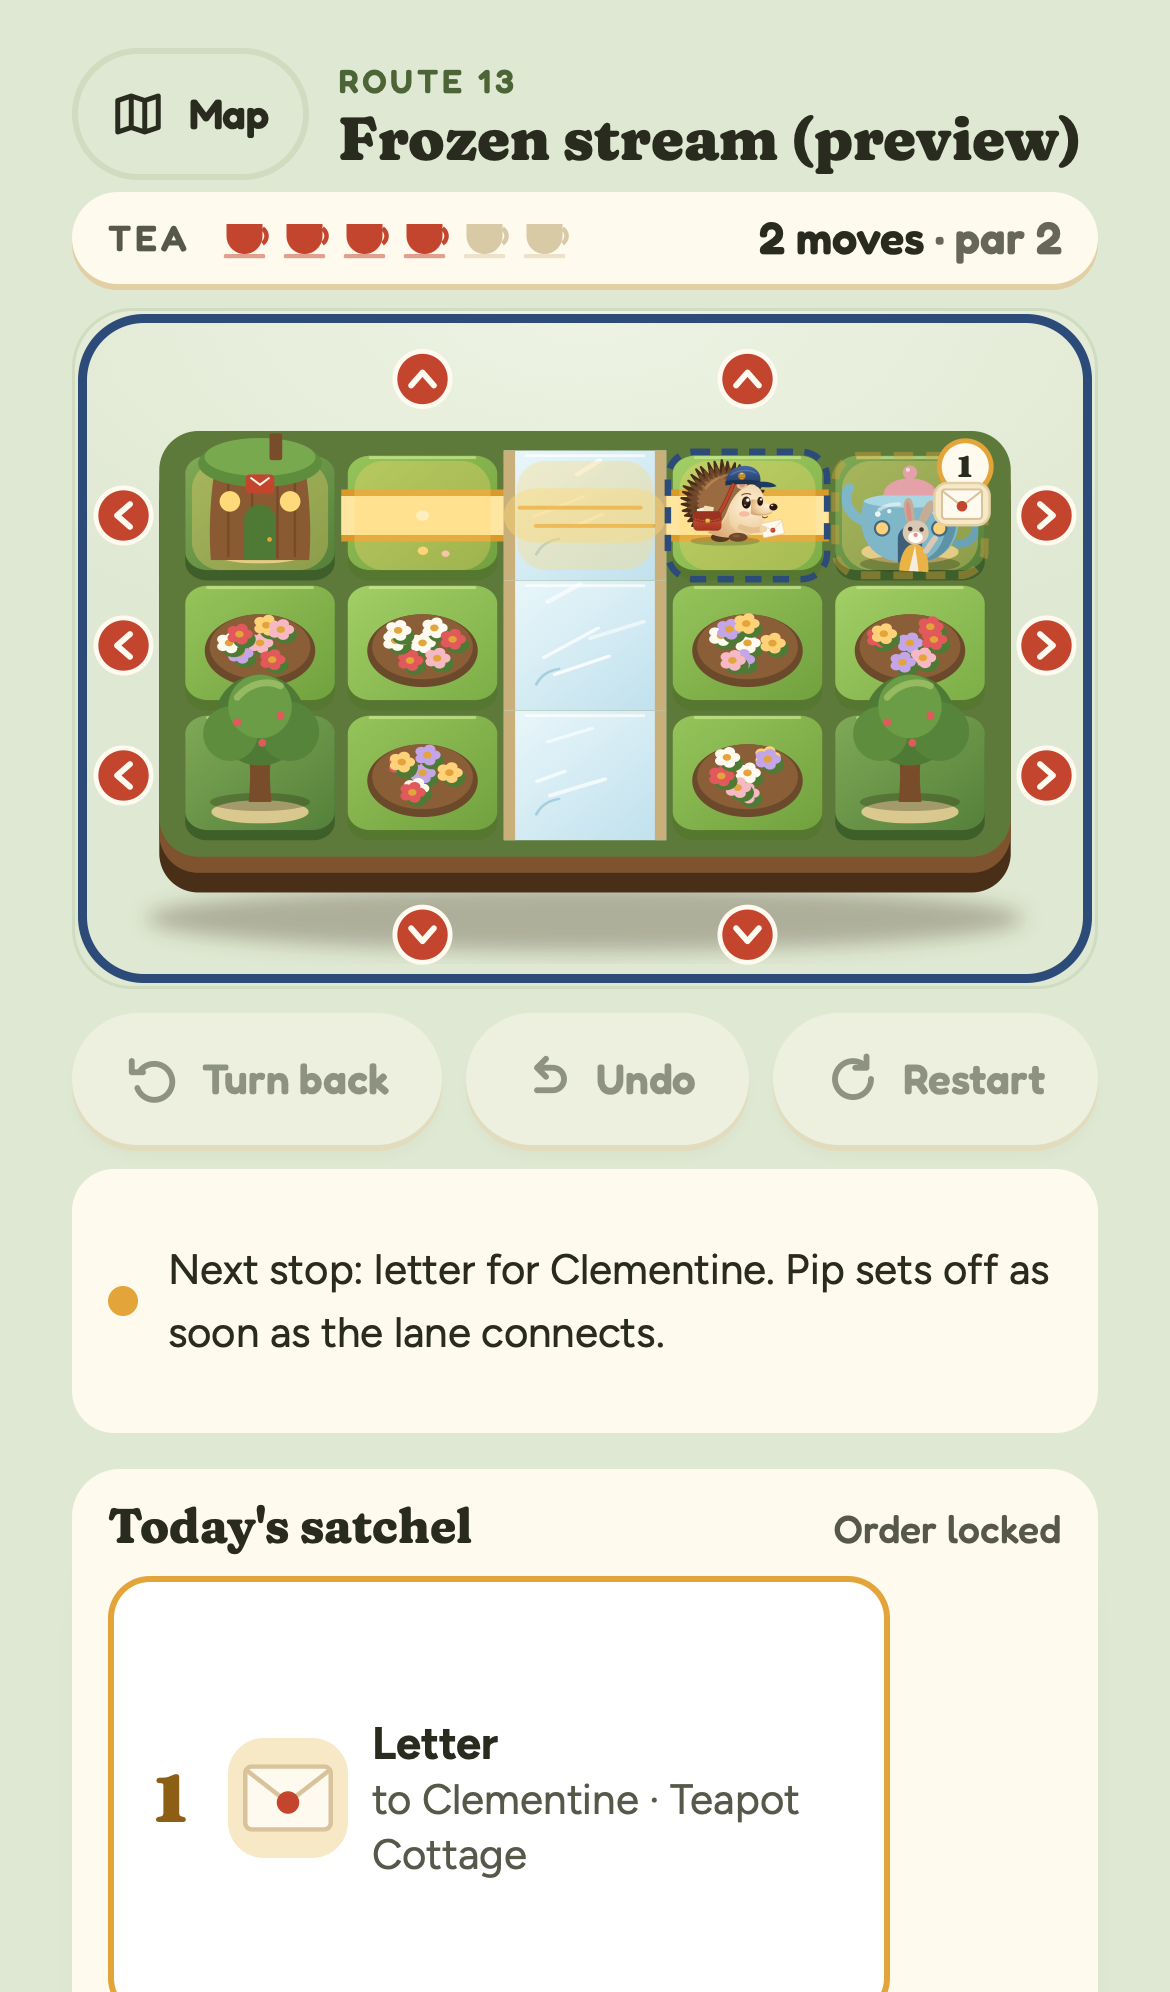 Map
ROUTE 13
Frozen stream (preview)
TEA
2 moves · par 2
1
Turn back
Undo
Restart
Next stop: letter for Clementine. Pip sets off as
soon as the lane connects.
Today's satchel
Order locked
1
Letter
to Clementine · Teapot
Cottage